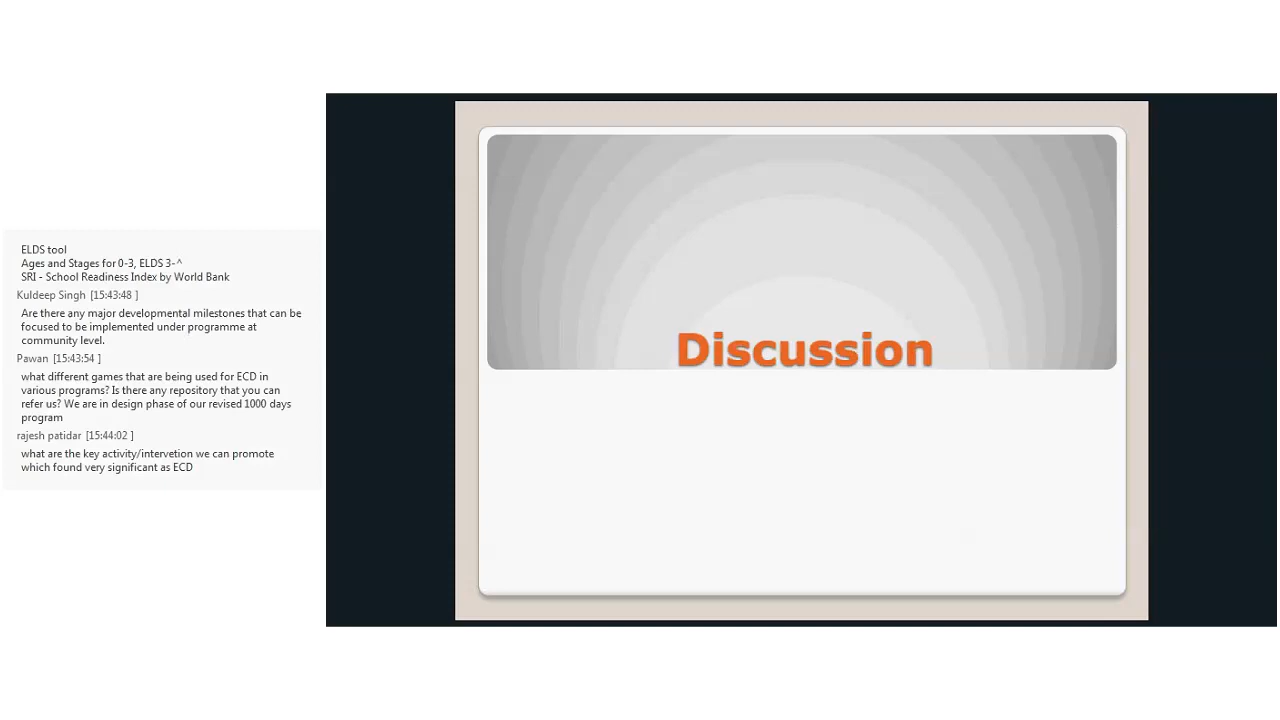 ELDS tool
Ages and Stages for 0-3, ELDS 3-^
SRI - School Readiness Index by World Bank
Kuldeep Singh [15:43:48 ]
Are there any major developmental milestones that can be
focused to be implemented under programme at
community level.
Pawan [15:43:54 ]
what different games that are being used for ECD in
various programs? Is there any repository that you can
refer us? We are in design phase of our revised 1000 days
program
rajesh patidar [15:44:02 ]
what are the key activity/intervetion we can promote
which found very significant as ECD
Discussion